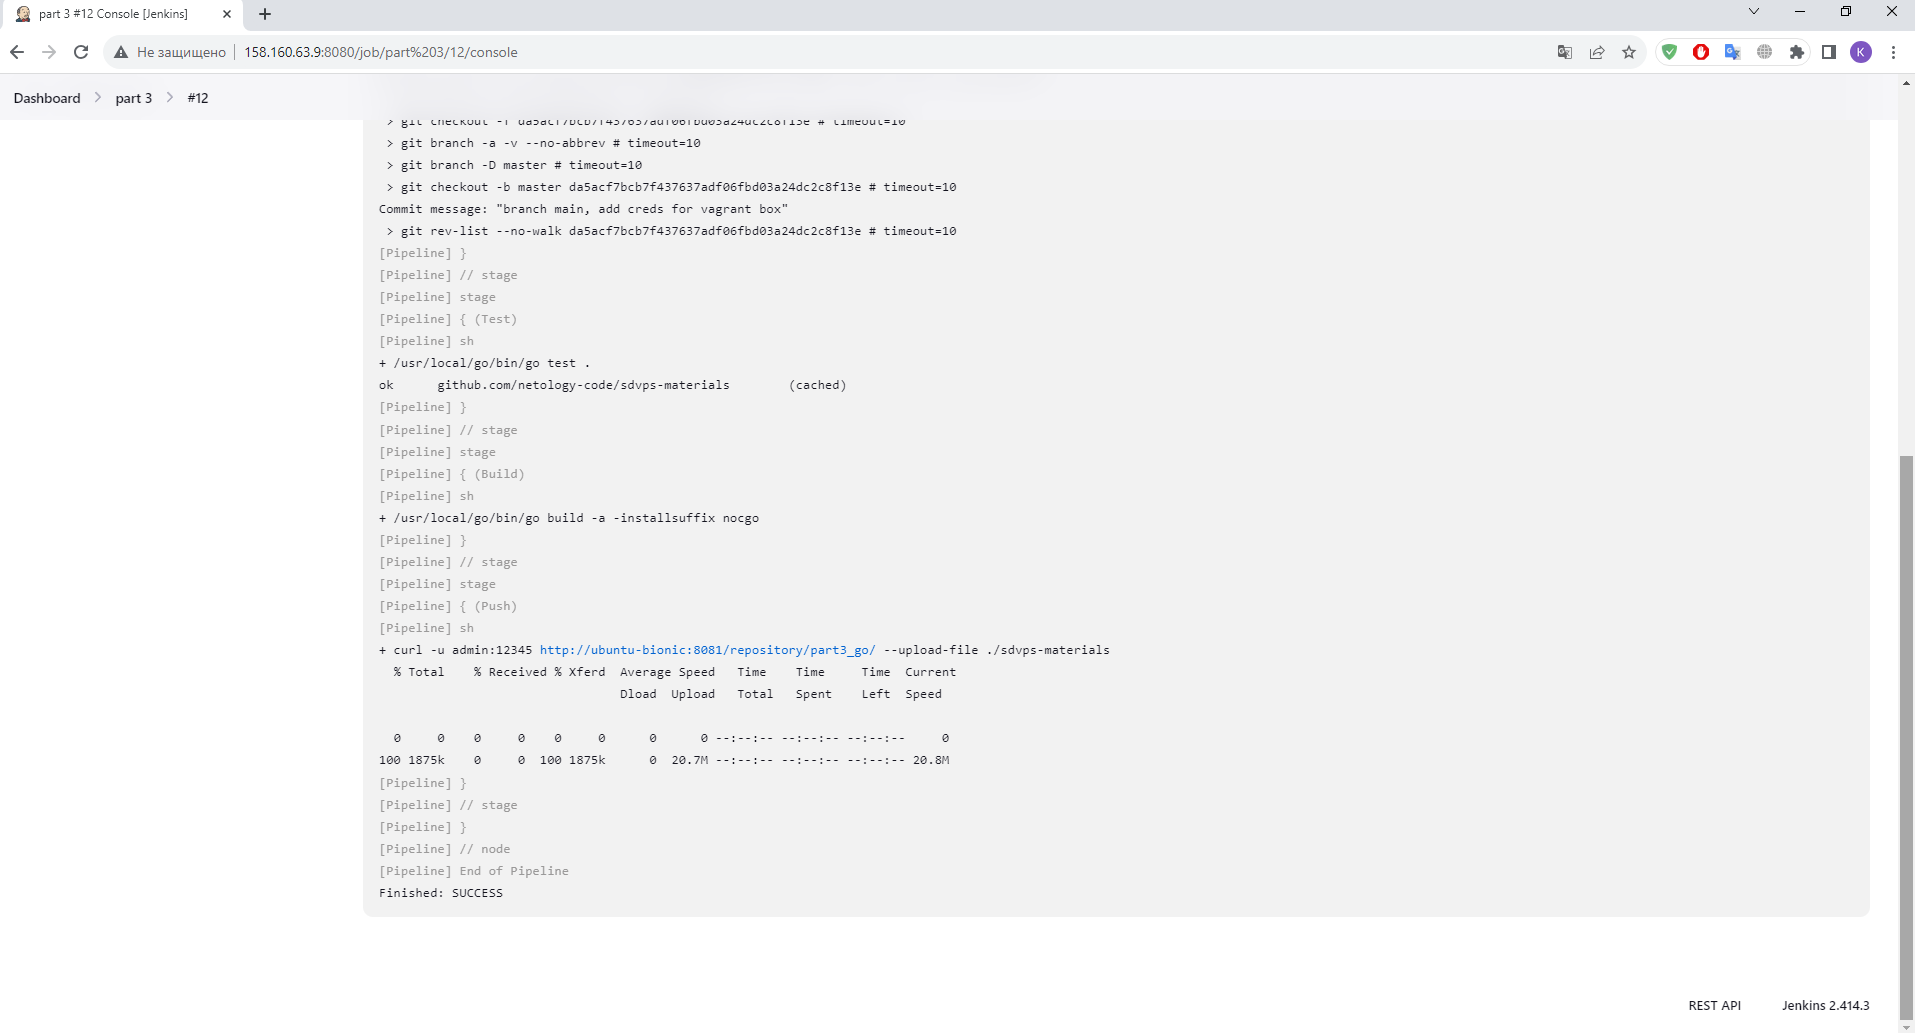 part 3 #12 Console [Jenkins]
Не защищено 158.160.63.9:8080/job/part%203/12/console
K
Dashboard part 3 #12
> git checkout -f da5acf7bcb7f437637adf06fbd03a24dc2c8f13e # timeout=10
> git branch -a -v --no-abbrev # timeout=10
> git branch -D master # timeout=10
> git checkout -b master da5acf7bcb7f437637adf06fbd03a24dc2c8f13e # timeout=10
Commit message: "branch main, add creds for vagrant box"
> git rev-list --no-walk da5acf7bcb7f437637adf06fbd03a24dc2c8f13e # timeout=10
[Pipeline] }
[Pipeline] // stage
[Pipeline] stage
[Pipeline] { (Test)
[Pipeline] sh
+ /usr/local/go/bin/go test .
ok github.com/netology-code/sdvps-materials (cached)
[Pipeline] }
[Pipeline] // stage
[Pipeline] stage
[Pipeline] { (Build)
[Pipeline] sh
+ /usr/local/go/bin/go build -a -installsuffix nocgo
[Pipeline] }
[Pipeline] // stage
[Pipeline] stage
[Pipeline] { (Push)
[Pipeline] sh
+ curl -u admin:12345 http://ubuntu-bionic:8081/repository/part3_go/ --upload-file ./sdvps-materials
% Total % Received % Xferd Average Speed Time Time Time Current
Dload Upload Total Spent Left Speed
0 0 0 0 0 0 0 0 --:--:-- --:--:-- --:--:-- 0
100 1875k 0 0 100 1875k 0 20.7M --:--:-- --:--:-- --:--:-- 20.8M
[Pipeline] }
[Pipeline] // stage
[Pipeline] }
[Pipeline] // node
[Pipeline] End of Pipeline
Finished: SUCCESS
REST API Jenkins 2.414.3